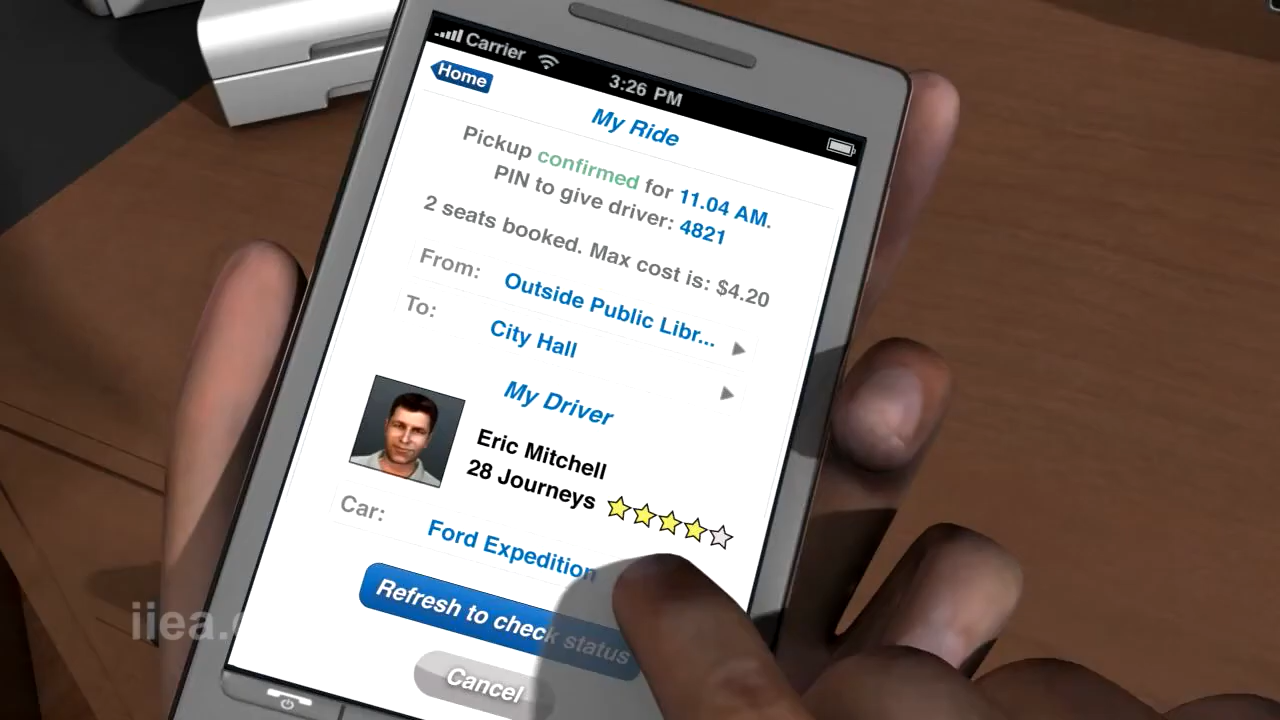 Carrier
3:26 PM
Home
My Ride
Pickup confirmed for 11.04 AM.
PIN to give driver: 4821
2 seats booked. Max cost is: $4.20
From: Outside Public Libr...
To: City Hall
My Driver
Eric Mitchell
28 Journeys
Car: Ford Expedition
Refresh to check status
Cancel
iiea.